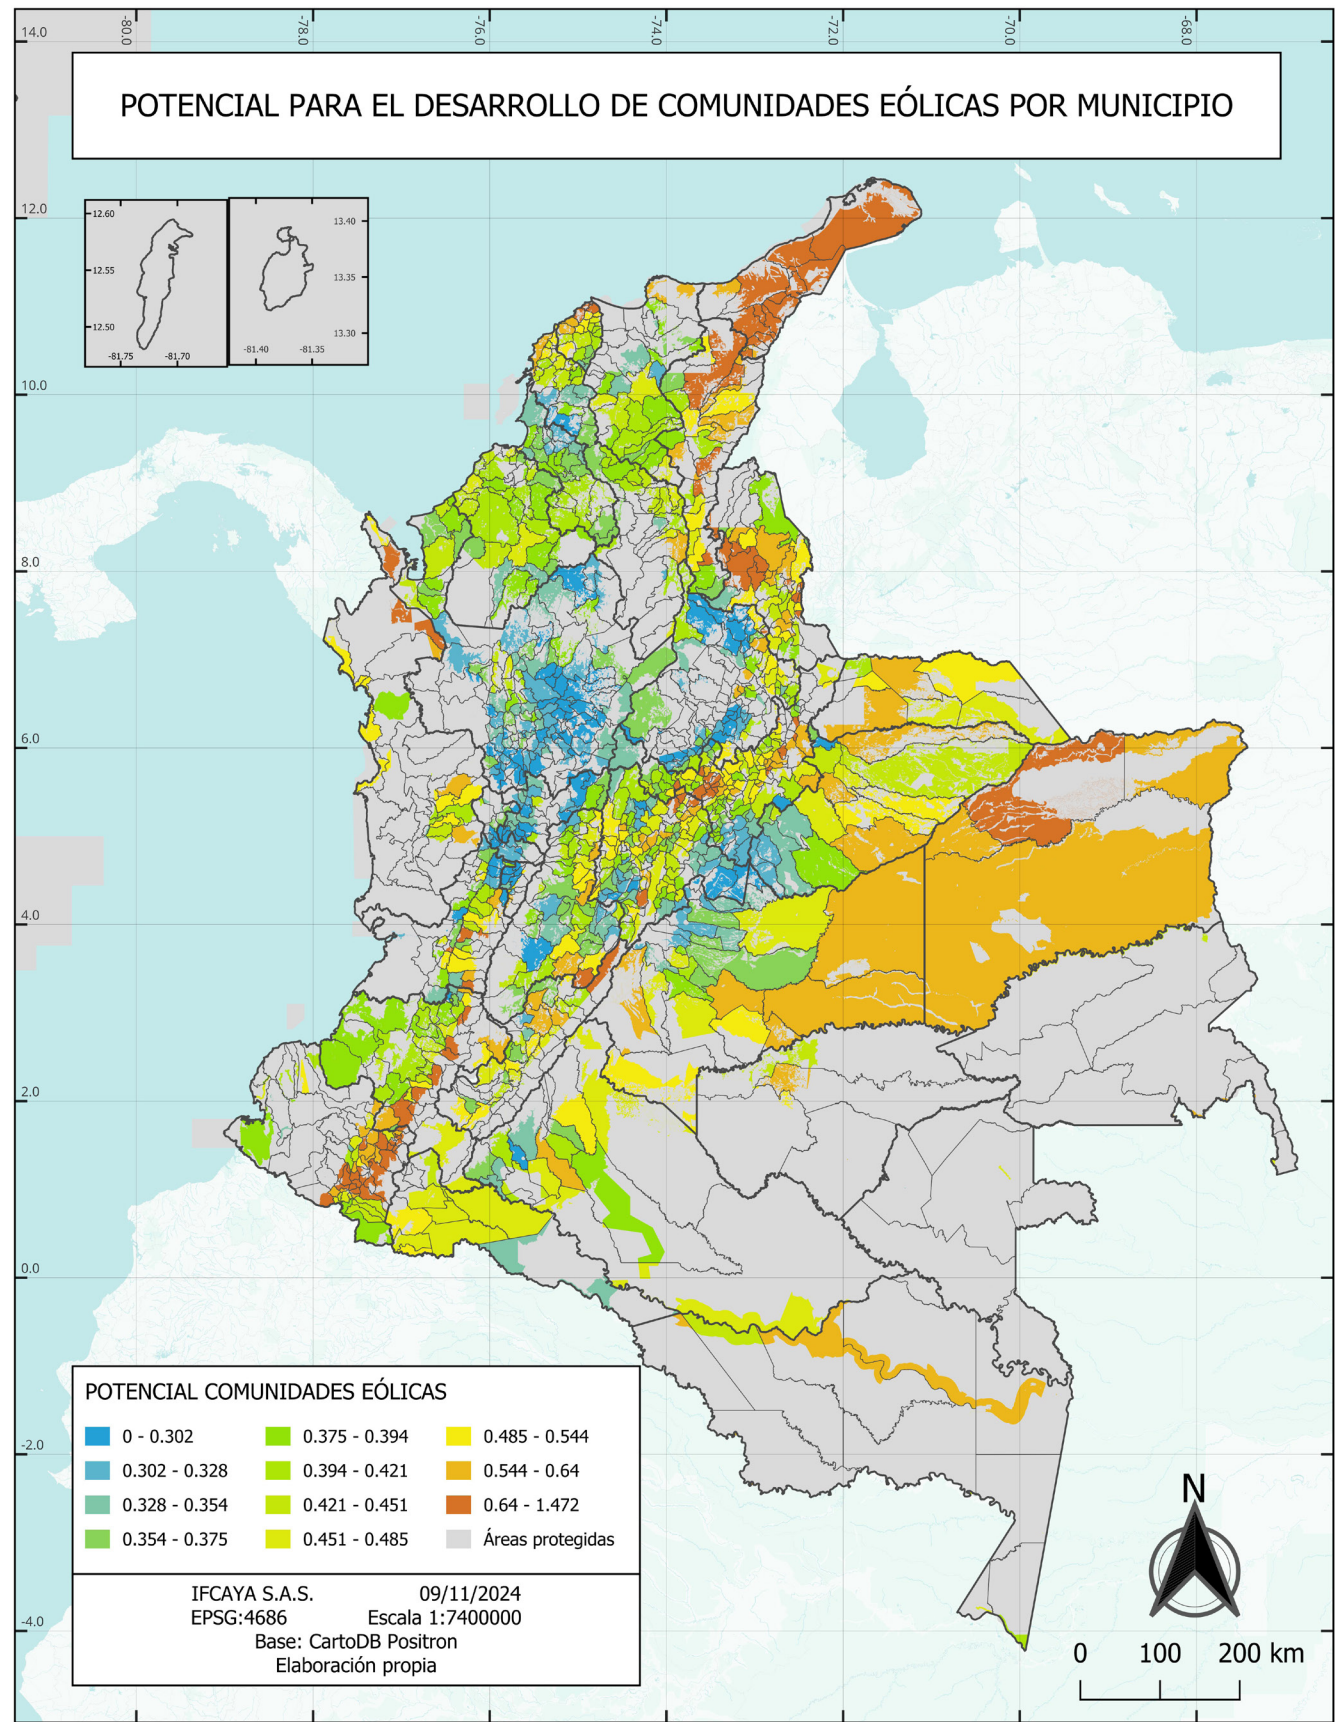 -80.0
-78.0
-76.0
-74.0
-72.0
-70.0
-68.0
14.0
POTENCIAL PARA EL DESARROLLO DE COMUNIDADES EÓLICAS POR MUNICIPIO
12.0
12.60
12.55
12.50
-81.75
-81.70
13.40
13.35
13.30
-81.40
-81.35
10.0
8.0
6.0
4.0
2.0
0.0
-2.0
-4.0
POTENCIAL COMUNIDADES EÓLICAS
0 - 0.302
0.302 - 0.328
0.328 - 0.354
0.354 - 0.375
0.375 - 0.394
0.394 - 0.421
0.421 - 0.451
0.451 - 0.485
0.485 - 0.544
0.544 - 0.64
0.64 - 1.472
Áreas protegidas
IFCAYA S.A.S. 09/11/2024
EPSG:4686 Escala 1:7400000
Base: CartoDB Positron
Elaboración propia
N
0 100 200 km